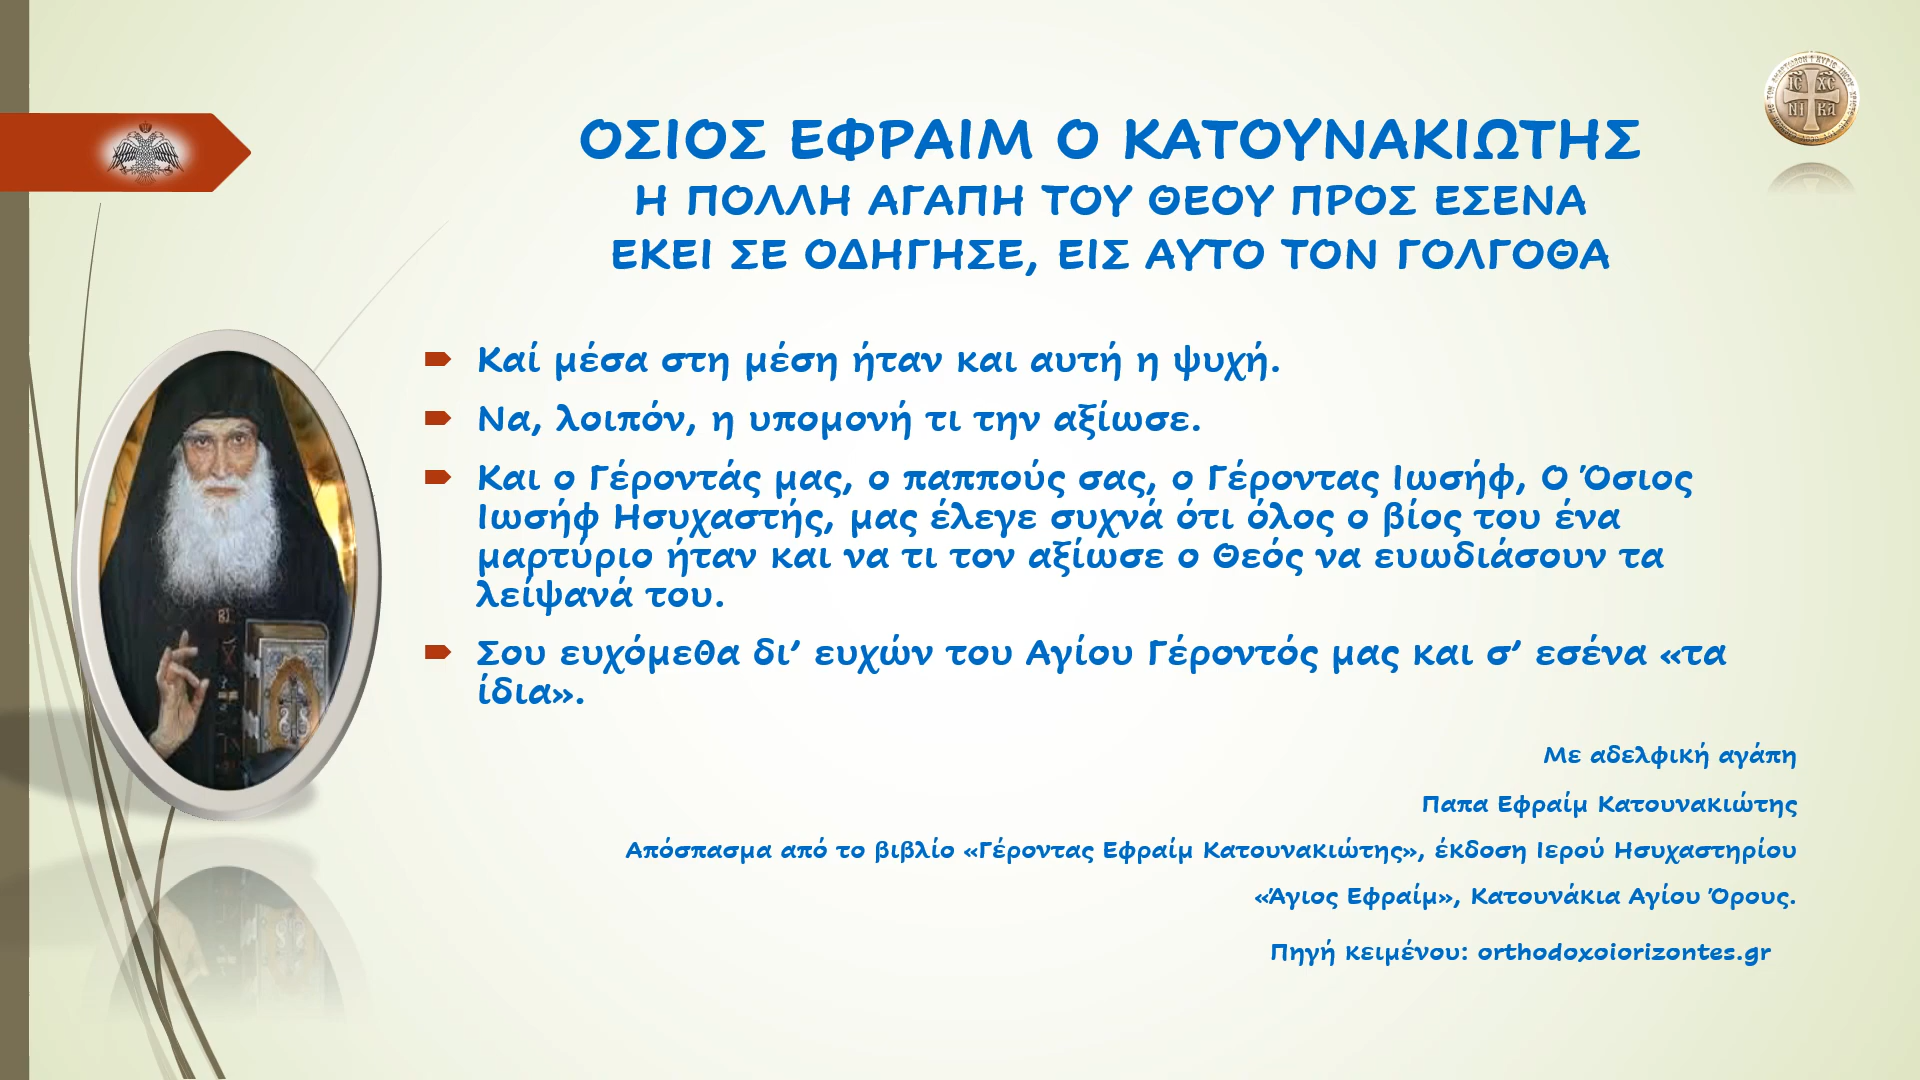 ΟΣΙΟΣ ΕΦΡΑΙΜ Ο ΚΑΤΟΥΝΑΚΙΩΤΗΣ
Η ΠΟΛΛΗ ΑΓΑΠΗ ΤΟΥ ΘΕΟΥ ΠΡΟΣ ΕΣΕΝΑ
ΕΚΕΙ ΣΕ ΟΔΗΓΗΣΕ, ΕΙΣ ΑΥΤΟ ΤΟΝ ΓΟΛΓΟΘΑ
IC XC
NI KA
Καί μέσα στη μέση ήταν και αυτή η ψυχή.
Να, λοιπόν, η υπομονή τι την αξίωσε.
Και ο Γέροντάς μας, ο παππούς σας, ο Γέροντας Ιωσήφ, Ο Όσιος
Ιωσήφ Ησυχαστής, μας έλεγε συχνά ότι όλος ο βίος του ένα
μαρτύριο ήταν και να τι τον αξίωσε ο Θεός να ευωδιάσουν τα
λείψανά του.
Σου ευχόμεθα δι’ ευχών του Αγίου Γέροντός μας και σ’ εσένα «τα
ίδια».
Με αδελφική αγάπη
Παπα Εφραίμ Κατουνακιώτης
Απόσπασμα από το βιβλίο «Γέροντας Εφραίμ Κατουνακιώτης», έκδοση Ιερού Ησυχαστηρίου
«Άγιος Εφραίμ», Κατουνάκια Αγίου Όρους.
Πηγή κειμένου: orthodoxoiorizontes.gr